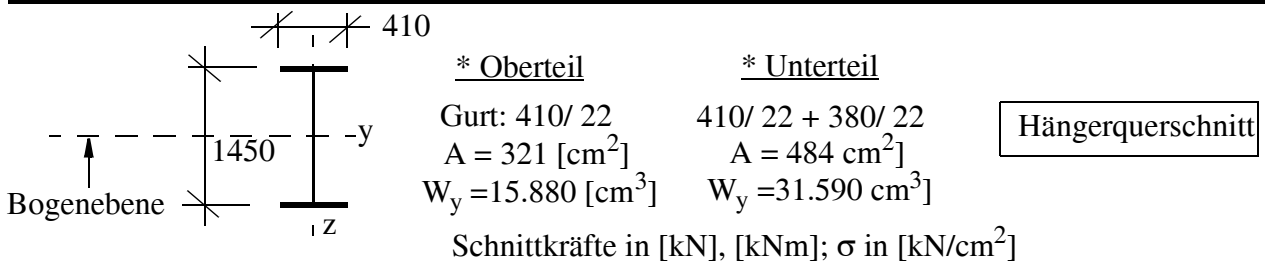 410
* Oberteil * Unterteil
Gurt: 410/ 22 410/ 22 + 380/ 22 Hängerquerschnitt
1450 y
A = 321 [cm²] A = 484 cm²]
Bogenebene W_y =15.880 [cm³] W_y =31.590 cm³]
z
Schnittkräfte in [kN], [kNm]; σ in [kN/cm²]